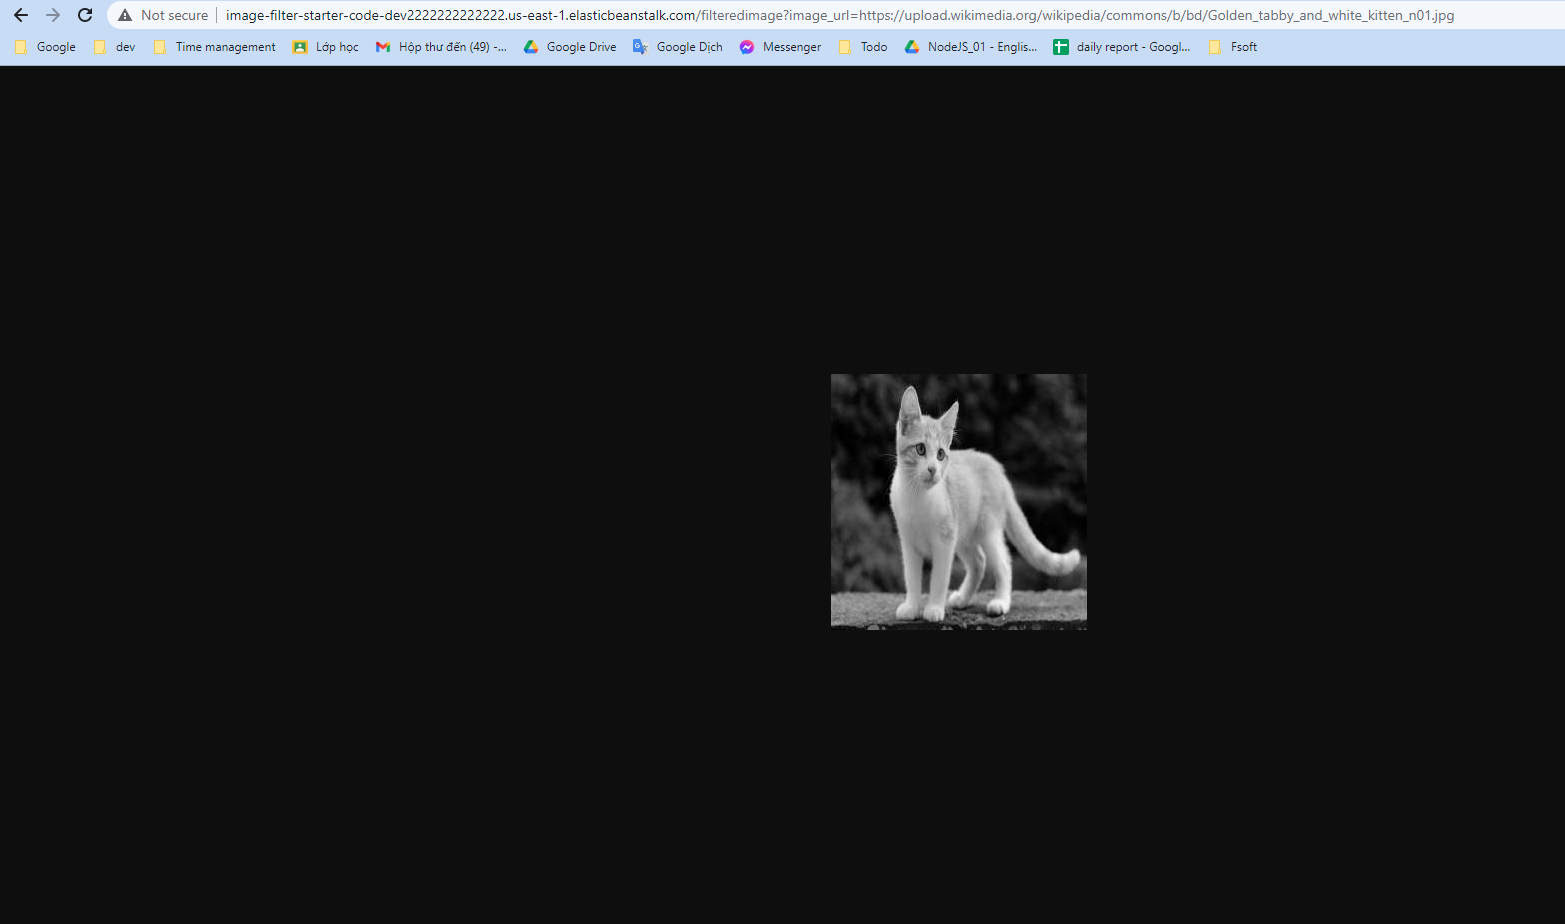 Not secure image-filter-starter-code-dev2222222222222.us-east-1.elasticbeanstalk.com/filteredimage?image_url=https://upload.wikimedia.org/wikipedia/commons/b/bd/Golden_tabby_and_white_kitten_n01.jpg
Google dev Time management Lớp học Hộp thư đến (49) -... Google Drive Google Dịch Messenger Todo NodeJS_01 - Englis... daily report - Googl... Fsoft